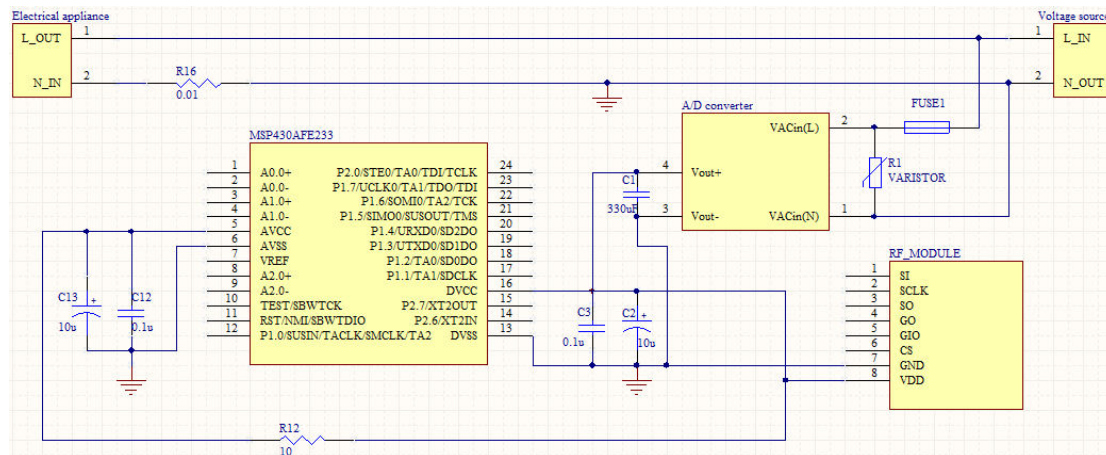 Electrical appliance
L_OUT 1
N_IN 2
R16
0.01
Voltage source
1 L_IN
2 N_OUT
A/D converter
VACin(L) 2
4 Vout+
3 Vout-
VACin(N) 1
FUSE1
R1
VARISTOR
C1
330uF
MSP430AFE233
1 A0.0+ P2.0/STE0/TA0/TDI/TCLK 24
2 A0.0- P1.7/UCLK0/TA1/TDO/TDI 23
3 A1.0+ P1.6/SOMI0/TA2/TCK 22
4 A1.0- P1.5/SIMO0/SUSOUT/TMS 21
5 AVCC P1.4/URXD0/SD2DO 20
6 AVSS P1.3/UTXD0/SD1DO 19
7 VREF P1.2/TA0/SD0DO 18
8 A2.0+ P1.1/TA1/SDCLK 17
9 A2.0- DVCC 16
10 TEST/SBWTCK P2.7/XT2OUT 15
11 RST/NMI/SBWTDIO P2.6/XT2IN 14
12 P1.0/SUSIN/TACLK/SMCLK/TA2 DVSS 13
C13
+
10u
C12
0.1u
C3
0.1u
C2
+
10u
RF_MODULE
1 SI
2 SCLK
3 SO
4 GO
5 GIO
6 CS
7 GND
8 VDD
R12
10